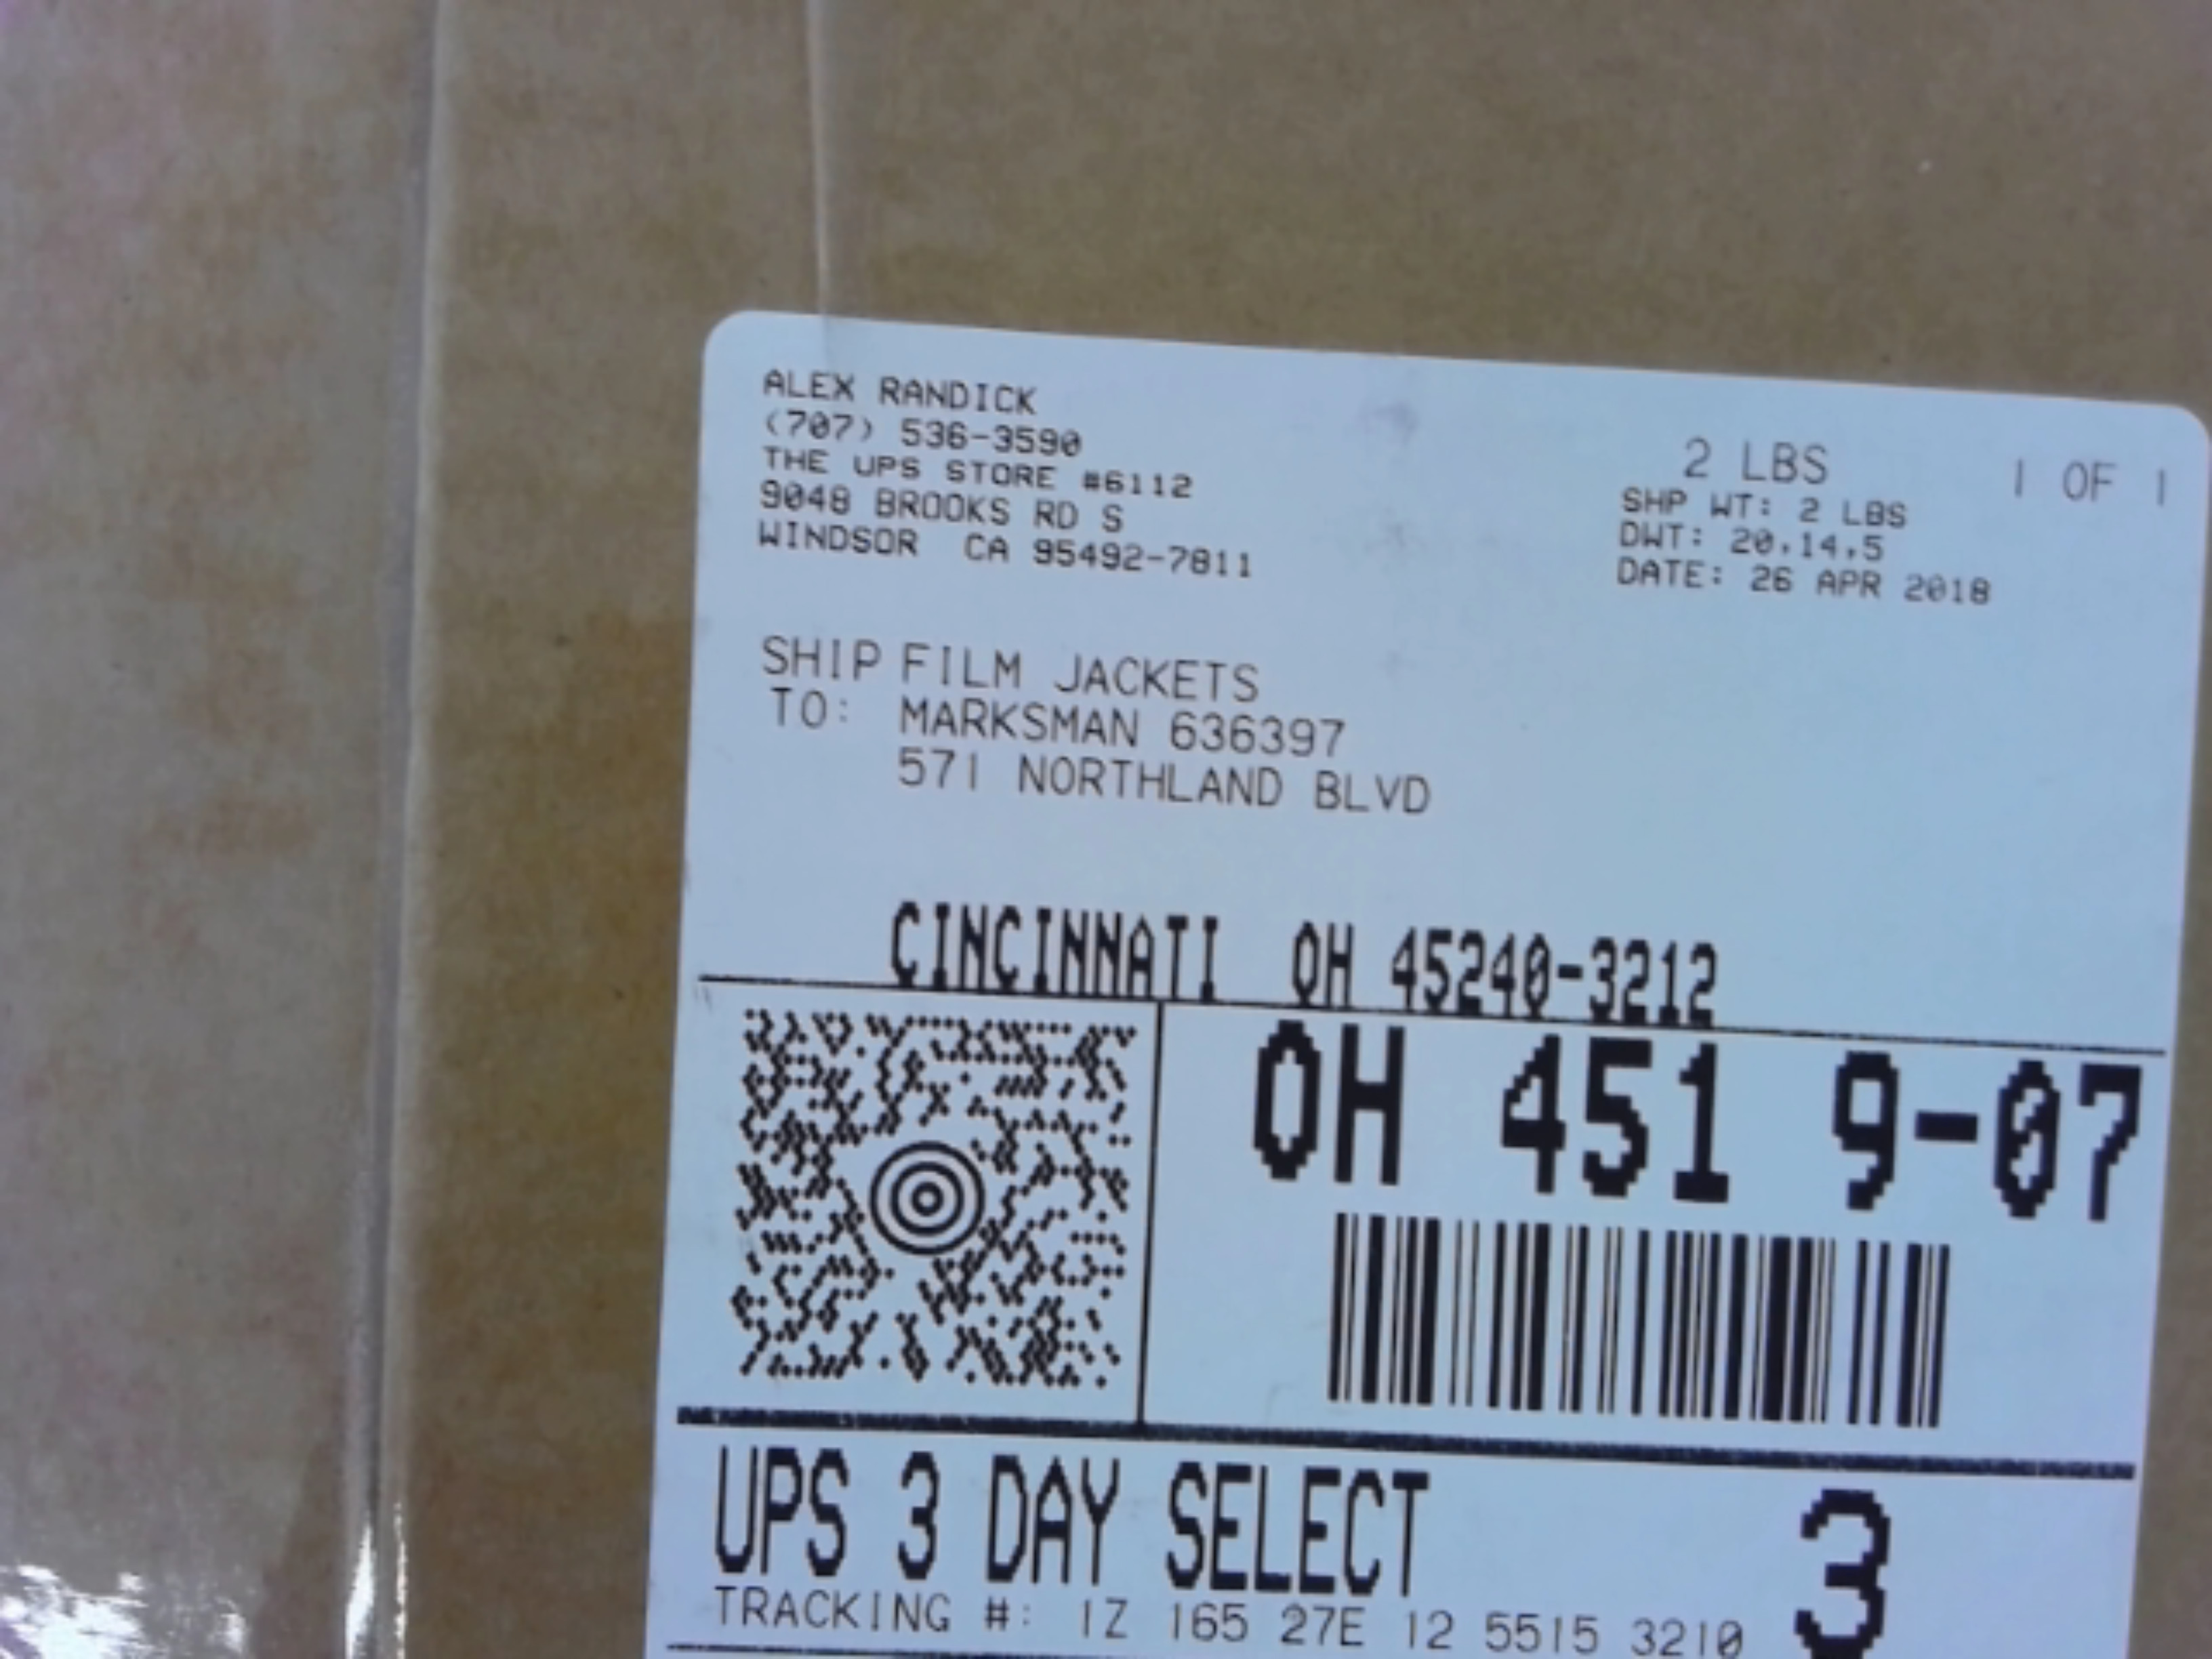 ALEX RANDICK
(707) 536-3590
THE UPS STORE #6112
9048 BROOKS RD S
WINDSOR CA 95492-7811
2 LBS 1 OF 1
SHP WT: 2 LBS
DWT: 20,14,5
DATE: 26 APR 2018
SHIP FILM JACKETS
TO: MARKSMAN 636397
571 NORTHLAND BLVD
CINCINNATI OH 45240-3212
OH 451 9-07
UPS 3 DAY SELECT
3
TRACKING #: 1Z 165 27E 12 5515 3210